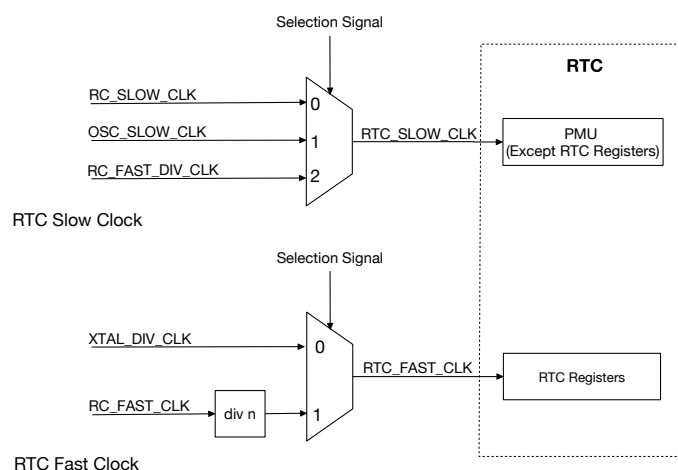 Selection Signal
RTC
RC_SLOW_CLK
0
OSC_SLOW_CLK
1
RTC_SLOW_CLK
PMU
(Except RTC Registers)
RC_FAST_DIV_CLK
2
RTC Slow Clock
Selection Signal
XTAL_DIV_CLK
0
RTC_FAST_CLK
RTC Registers
RC_FAST_CLK
div n
1
RTC Fast Clock